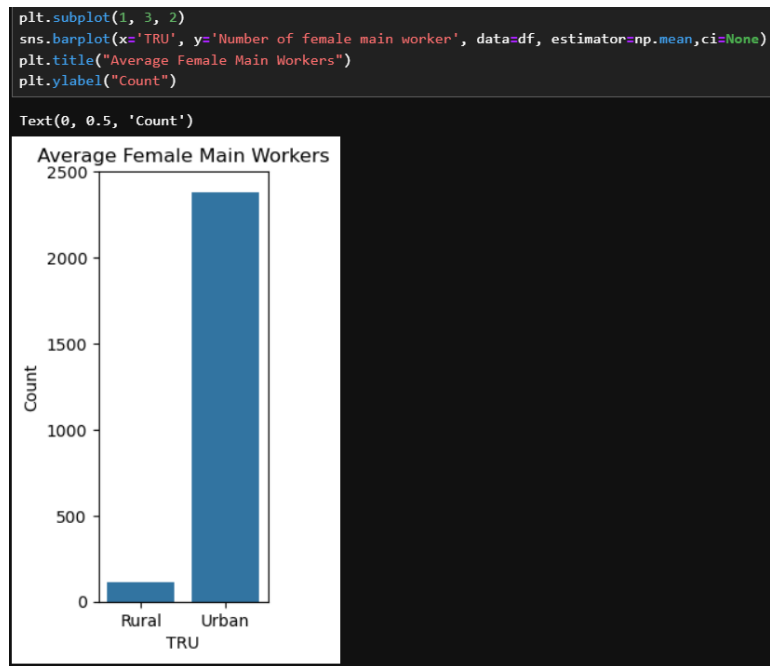 plt.subplot(1, 3, 2)
sns.barplot(x='TRU', y='Number of female main worker', data=df, estimator=np.mean,ci=None)
plt.title("Average Female Main Workers")
plt.ylabel("Count")
Text(0, 0.5, 'Count')
Average Female Main Workers
2500
2000
1500
1000
500
0
Count
Rural Urban
TRU